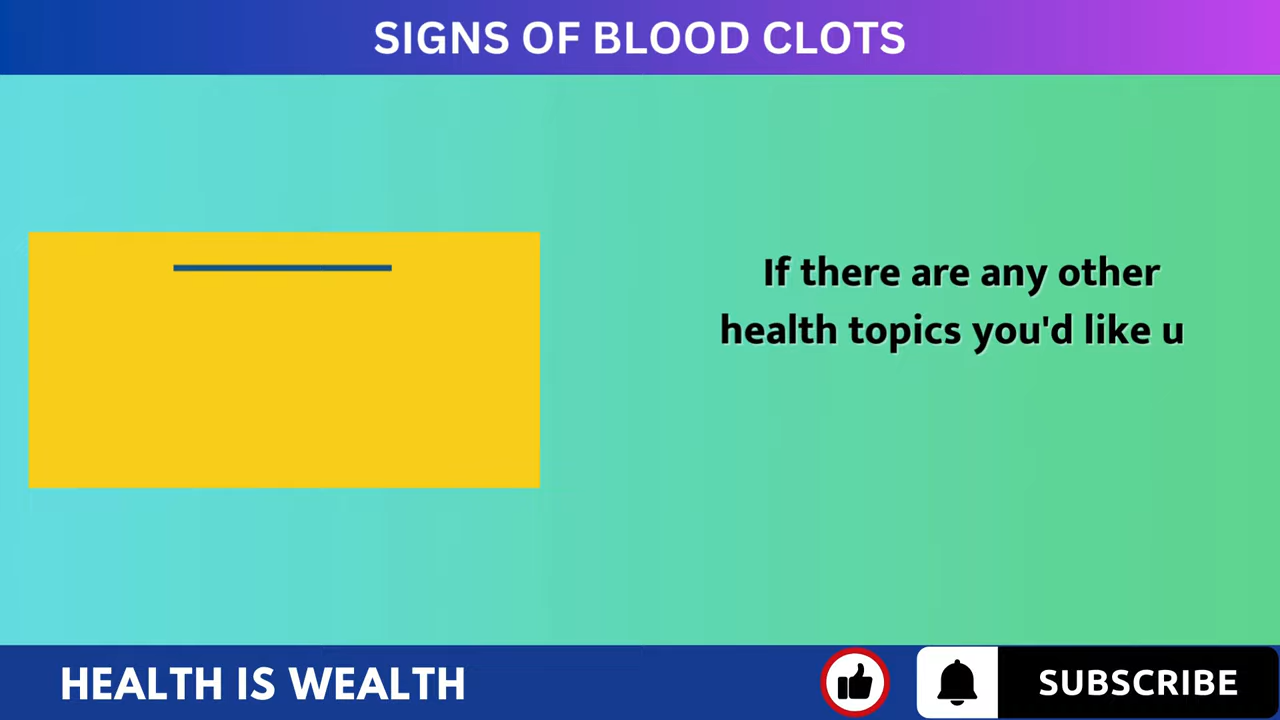 SIGNS OF BLOOD CLOTS
If there are any other
health topics you'd like u
HEALTH IS WEALTH
SUBSCRIBE